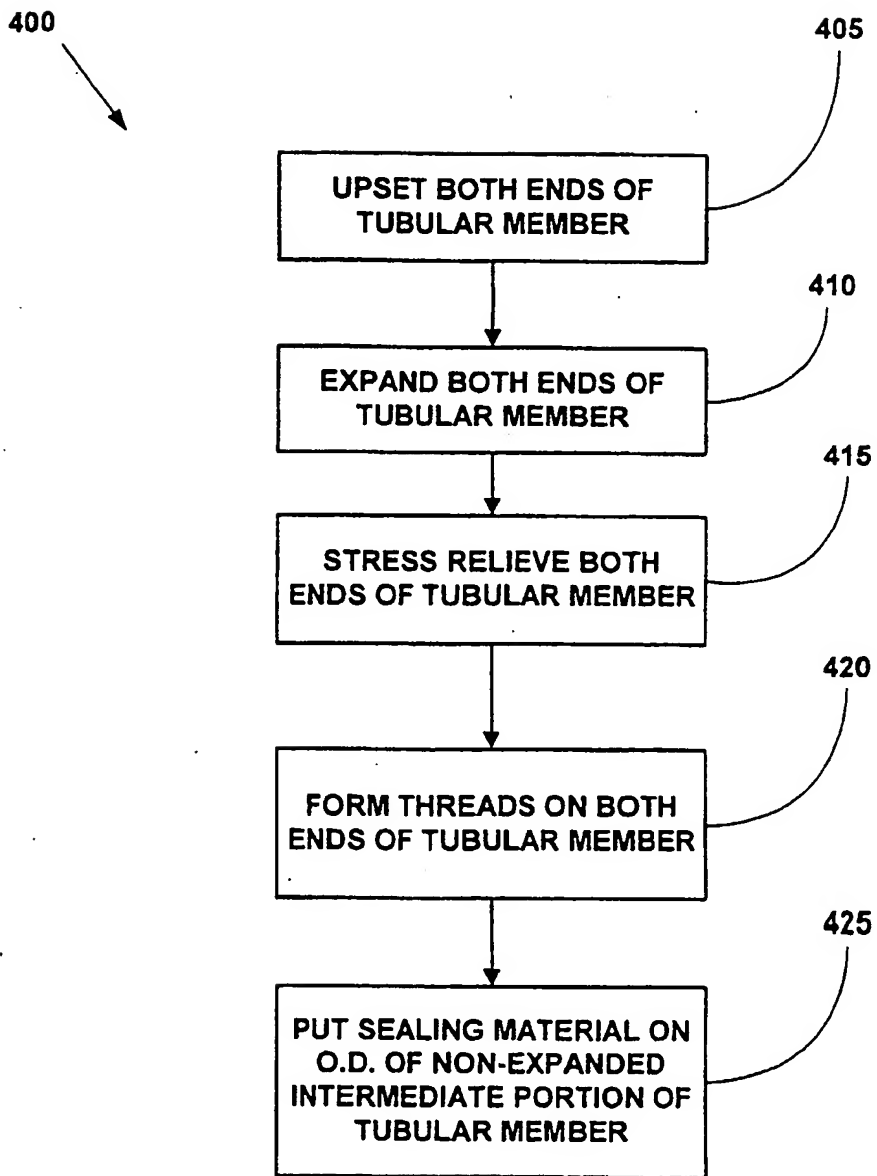 400
405
UPSET BOTH ENDS OF
TUBULAR MEMBER
410
EXPAND BOTH ENDS OF
TUBULAR MEMBER
415
STRESS RELIEVE BOTH
ENDS OF TUBULAR MEMBER
420
FORM THREADS ON BOTH
ENDS OF TUBULAR MEMBER
425
PUT SEALING MATERIAL ON
O.D. OF NON-EXPANDED
INTERMEDIATE PORTION OF
TUBULAR MEMBER